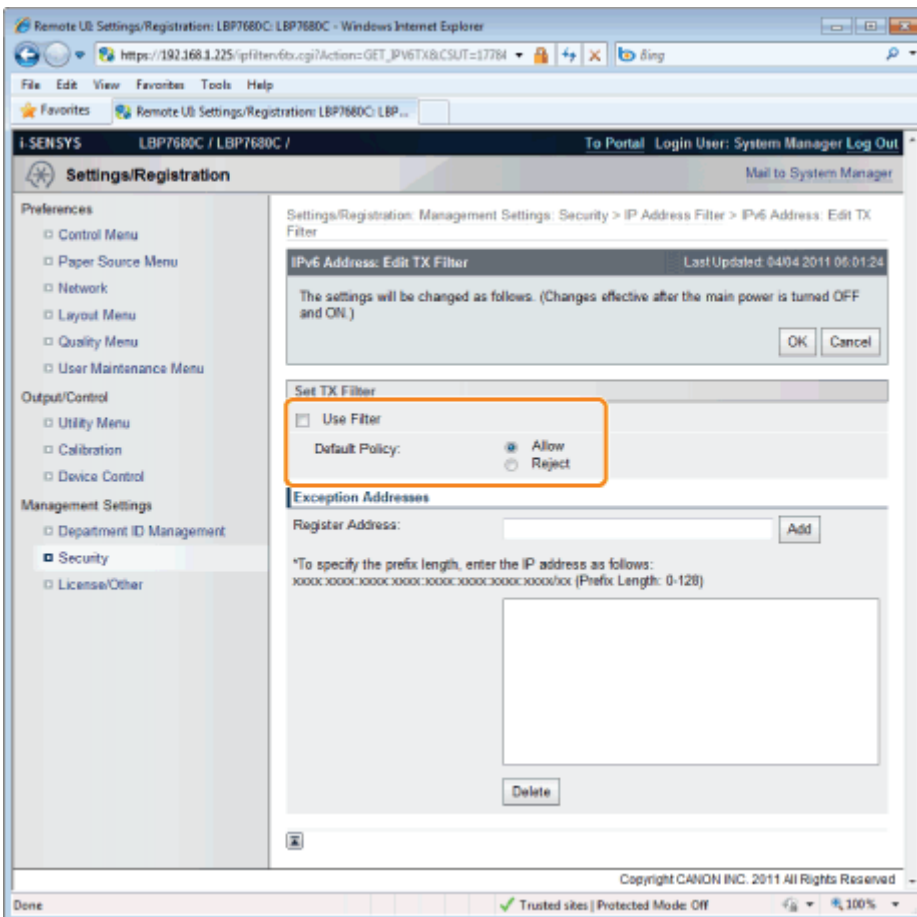 Remote UI: Settings/Registration: LBP7680C: LBP7680C - Windows Internet Explorer
https://192.168.1.225/ipfilterv6tx.cgi?Action=GET_IPV6TX&CSUT=17784
Bing
File Edit View Favorites Tools Help
Favorites
Remote UI: Settings/Registration: LBP7680C: LBP...
i-SENSYS LBP7680C / LBP7680C /
To Portal Login User: System Manager Log Out
Settings/Registration
Mail to System Manager
Preferences
Control Menu
Paper Source Menu
Network
Layout Menu
Quality Menu
User Maintenance Menu
Output/Control
Utility Menu
Calibration
Device Control
Management Settings
Department ID Management
Security
License/Other
Settings/Registration: Management Settings: Security > IP Address Filter > IPv6 Address: Edit TX
Filter
IPv6 Address: Edit TX Filter
Last Updated: 04/04 2011 06:01:24
The settings will be changed as follows. (Changes effective after the main power is turned OFF
and ON.)
OK Cancel
Set TX Filter
Use Filter
Default Policy:
Allow
Reject
Exception Addresses
Register Address:
Add
*To specify the prefix length, enter the IP address as follows:
xxxx:xxxx:xxxx:xxxx:xxxx:xxxx:xxxx:xxxx/xx (Prefix Length: 0-128)
Delete
Copyright CANON INC. 2011 All Rights Reserved
Done
Trusted sites | Protected Mode: Off
100%